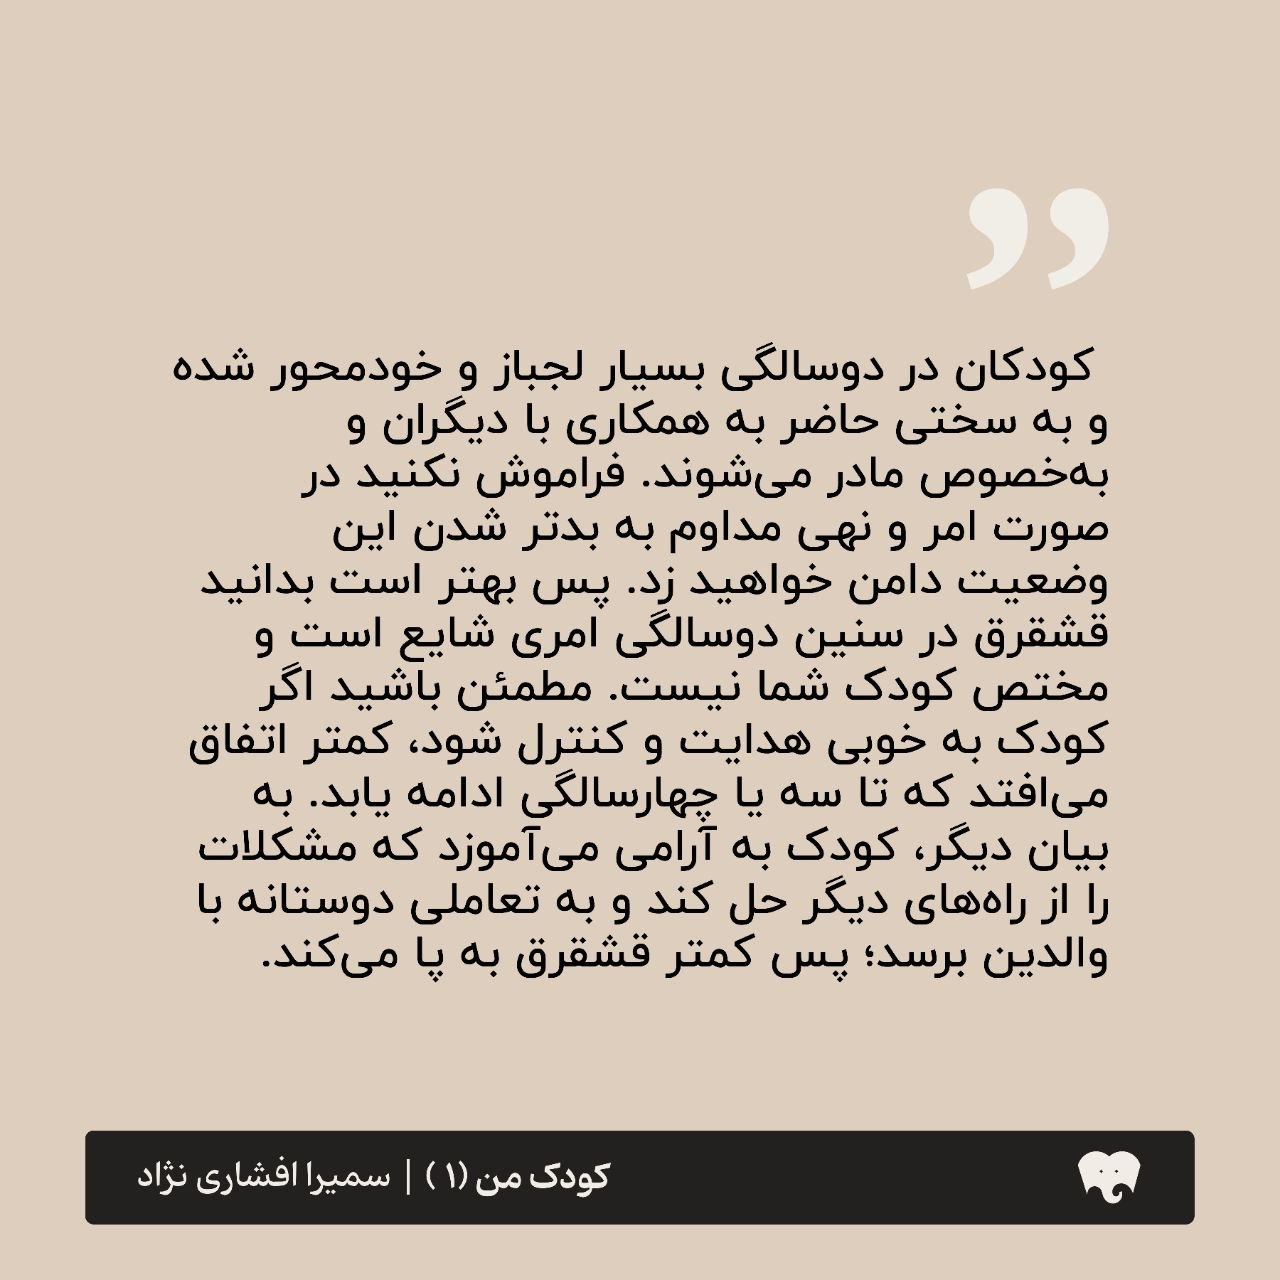 ”
کودکان در دوسالگی بسیار لجباز و خودمحور شده
و به سختی حاضر به همکاری با دیگران و
به‌خصوص مادر می‌شوند. فراموش نکنید در
صورت امر و نهی مداوم به بدتر شدن این
وضعیت دامن خواهید زد. پس بهتر است بدانید
قشقرق در سنین دوسالگی امری شایع است و
مختص کودک شما نیست. مطمئن باشید اگر
کودک به خوبی هدایت و کنترل شود، کمتر اتفاق
می‌افتد که تا سه یا چهارسالگی ادامه یابد. به
بیان دیگر، کودک به آرامی می‌آموزد که مشکلات
را از راه‌های دیگر حل کند و به تعاملی دوستانه با
والدین برسد؛ پس کمتر قشقرق به پا می‌کند.
کودک من (۱) | سمیرا افشاری نژاد